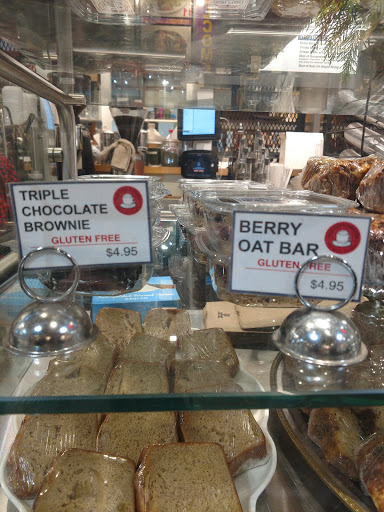 TRIPLE
CHOCOLATE
BROWNIE
GLUTEN FREE
$4.95
BERRY
OAT BAR
GLUTEN FREE
$4.95